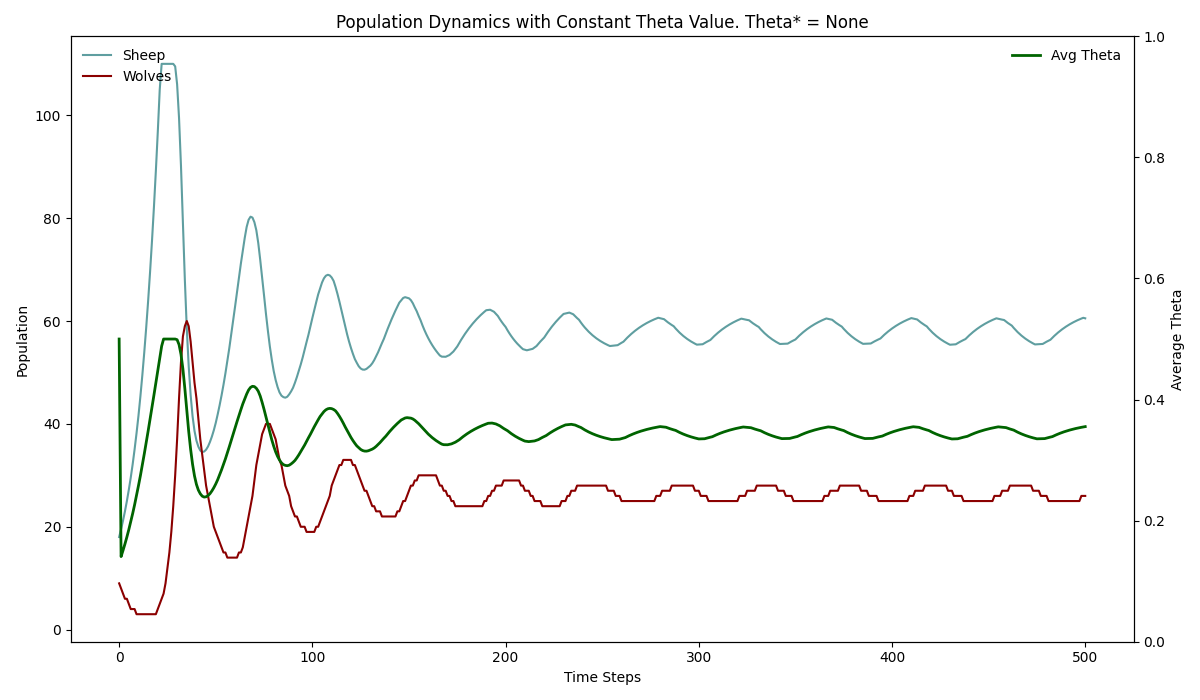 Population Dynamics with Constant Theta Value. Theta* = None
Sheep
Wolves
Avg Theta
100
80
60
40
20
0
Population
1.0
0.8
0.6
0.4
0.2
0.0
Average Theta
0 100 200 300 400 500
Time Steps